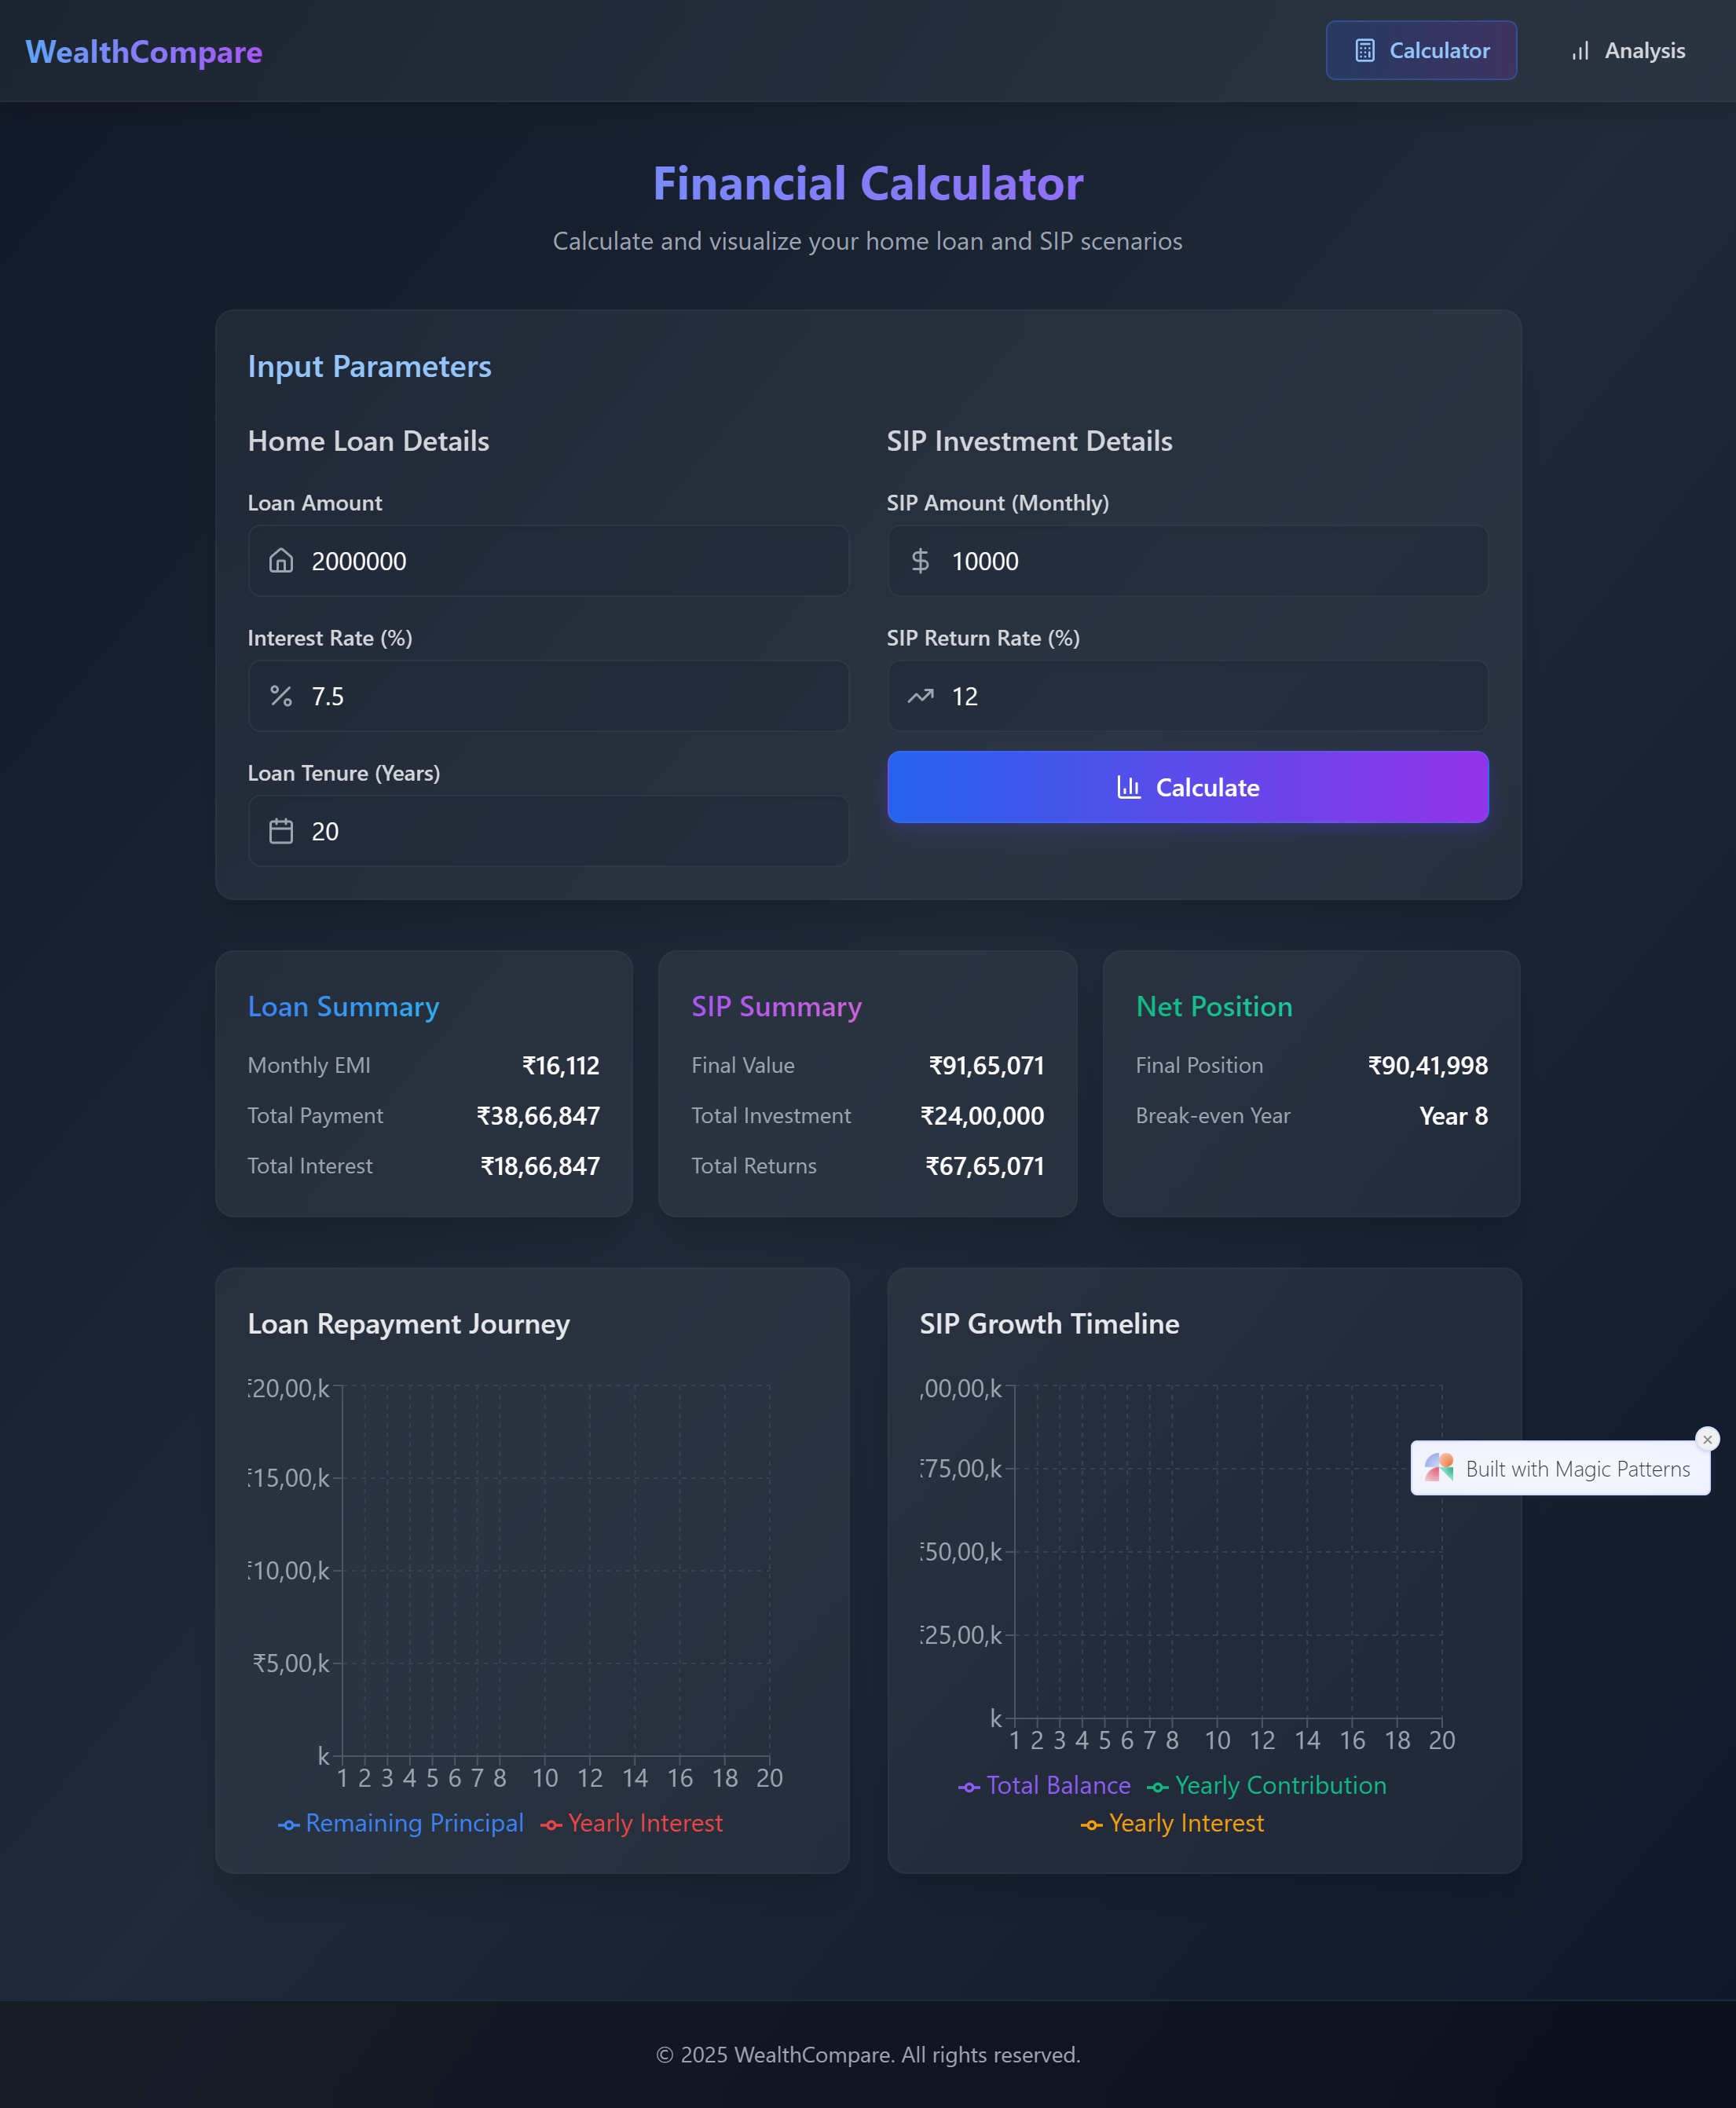 WealthCompare
Calculator
Analysis
Financial Calculator
Calculate and visualize your home loan and SIP scenarios
Input Parameters
Home Loan Details
Loan Amount
2000000
Interest Rate (%)
7.5
Loan Tenure (Years)
20
SIP Investment Details
SIP Amount (Monthly)
$ 10000
SIP Return Rate (%)
12
Calculate
Loan Summary
Monthly EMI ₹16,112
Total Payment ₹38,66,847
Total Interest ₹18,66,847
SIP Summary
Final Value ₹91,65,071
Total Investment ₹24,00,000
Total Returns ₹67,65,071
Net Position
Final Position ₹90,41,998
Break-even Year Year 8
Loan Repayment Journey
₹20,00,k
₹15,00,k
₹10,00,k
₹5,00,k
k
1 2 3 4 5 6 7 8 10 12 14 16 18 20
Remaining Principal Yearly Interest
SIP Growth Timeline
,00,00,k
₹75,00,k
₹50,00,k
₹25,00,k
k
1 2 3 4 5 6 7 8 10 12 14 16 18 20
Total Balance Yearly Contribution
Yearly Interest
Built with Magic Patterns
© 2025 WealthCompare. All rights reserved.